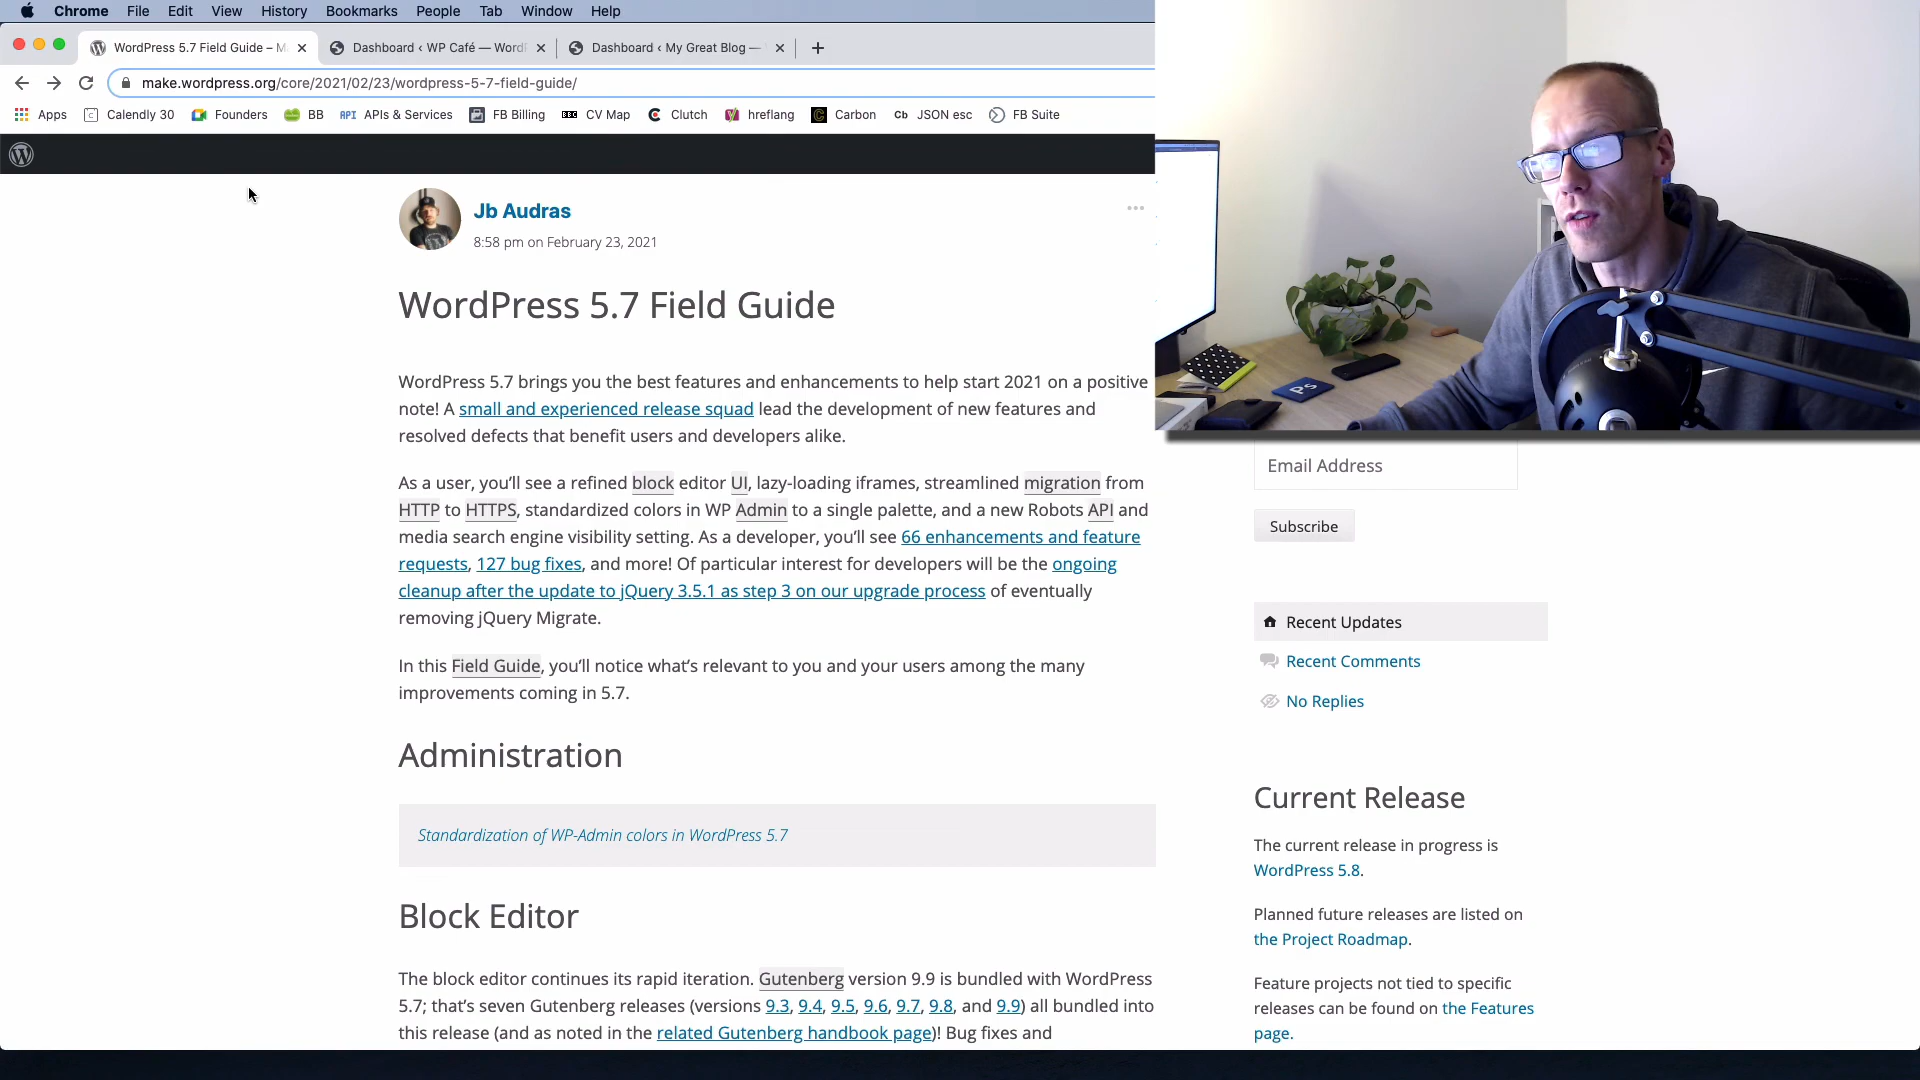 Chrome File Edit View History Bookmarks People Tab Window Help
WordPress 5.7 Field Guide – M
Dashboard ‹ WP Café — Word
Dashboard ‹ My Great Blog —
make.wordpress.org/core/2021/02/23/wordpress-5-7-field-guide/
Apps Calendly 30 Founders BB API APIs & Services FB Billing BBC CV Map Clutch hreflang Carbon Cb JSON esc FB Suite
Jb Audras
8:58 pm on February 23, 2021
WordPress 5.7 Field Guide
WordPress 5.7 brings you the best features and enhancements to help start 2021 on a positive
note! A small and experienced release squad lead the development of new features and
resolved defects that benefit users and developers alike.
As a user, you’ll see a refined block editor UI, lazy-loading iframes, streamlined migration from
HTTP to HTTPS, standardized colors in WP Admin to a single palette, and a new Robots API and
media search engine visibility setting. As a developer, you’ll see 66 enhancements and feature
requests, 127 bug fixes, and more! Of particular interest for developers will be the ongoing
cleanup after the update to jQuery 3.5.1 as step 3 on our upgrade process of eventually
removing jQuery Migrate.
In this Field Guide, you’ll notice what’s relevant to you and your users among the many
improvements coming in 5.7.
Administration
Standardization of WP-Admin colors in WordPress 5.7
Block Editor
The block editor continues its rapid iteration. Gutenberg version 9.9 is bundled with WordPress
5.7; that’s seven Gutenberg releases (versions 9.3, 9.4, 9.5, 9.6, 9.7, 9.8, and 9.9) all bundled into
this release (and as noted in the related Gutenberg handbook page)! Bug fixes and
Ps
Email Address
Subscribe
Recent Updates
Recent Comments
No Replies
Current Release
The current release in progress is
WordPress 5.8.
Planned future releases are listed on
the Project Roadmap.
Feature projects not tied to specific
releases can be found on the Features
page.